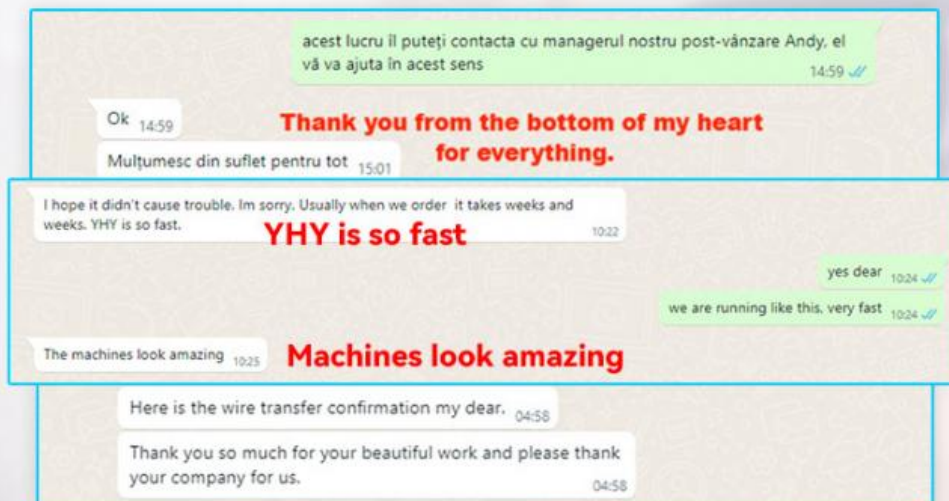 acest lucru îl puteți contacta cu managerul nostru post-vânzare Andy, el
vă va ajuta în acest sens
14:59
Ok 14:59
Thank you from the bottom of my heart
for everything.
Mulțumesc din suflet pentru tot 15:01
I hope it didn't cause trouble. Im sorry. Usually when we order it takes weeks and
weeks. YHY is so fast.
10:22
YHY is so fast
yes dear 10:24
we are running like this, very fast 10:24
The machines look amazing 10:25
Machines look amazing
Here is the wire transfer confirmation my dear. 04:58
Thank you so much for your beautiful work and please thank
your company for us.
04:58